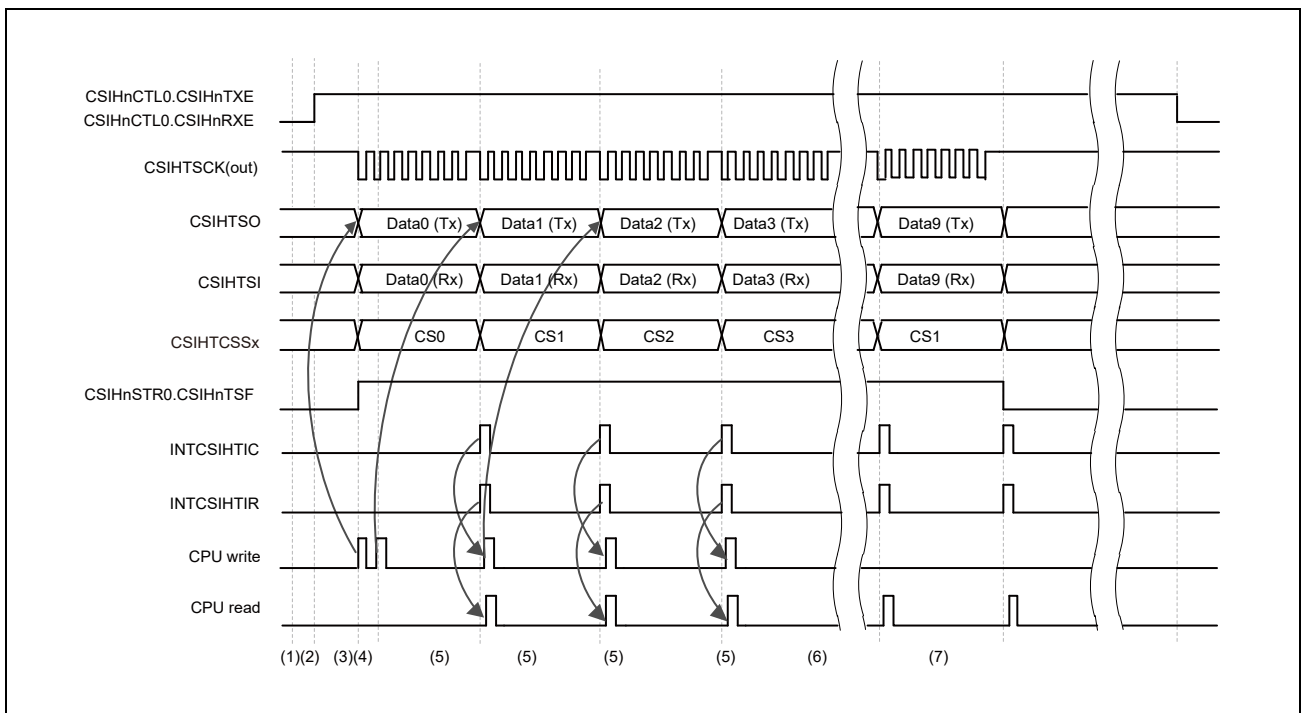 CSIHnCTL0.CSIHnTXE
CSIHnCTL0.CSIHnRXE
CSIHTSCK(out)
CSIHTSO Data0 (Tx) Data1 (Tx) Data2 (Tx) Data3 (Tx) Data9 (Tx)
CSIHTSI Data0 (Rx) Data1 (Rx) Data2 (Rx) Data3 (Rx) Data9 (Rx)
CSIHTCSSx CS0 CS1 CS2 CS3 CS1
CSIHnSTR0.CSIHnTSF
INTCSIHTIC
INTCSIHTIR
CPU write
CPU read
(1)(2) (3)(4) (5) (5) (5) (5) (6) (7)